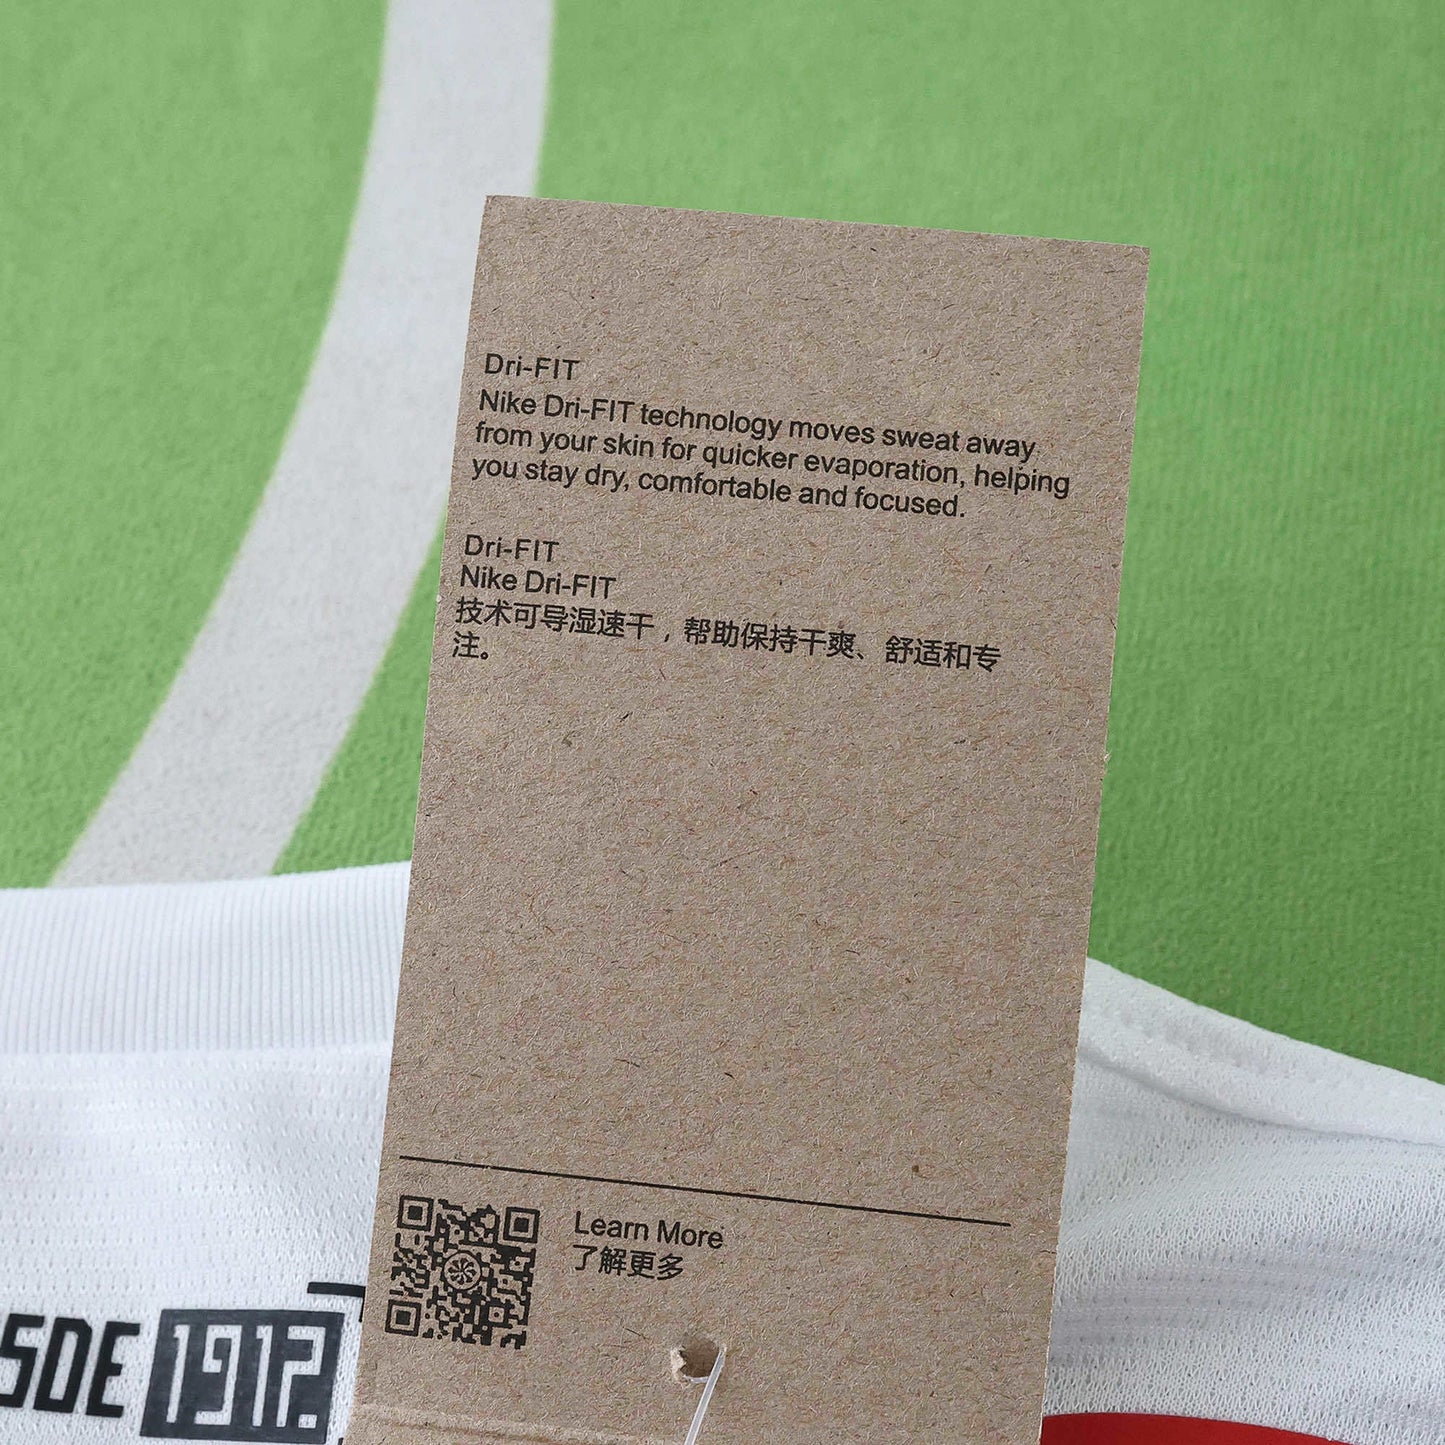 Dri-FIT
Nike Dri-FIT technology moves sweat away
from your skin for quicker evaporation, helping
you stay dry, comfortable and focused.
Dri-FIT
Nike Dri-FIT
技术可导湿速干，帮助保持干爽、舒适和专
注。
Learn More
了解更多
SDE 1912